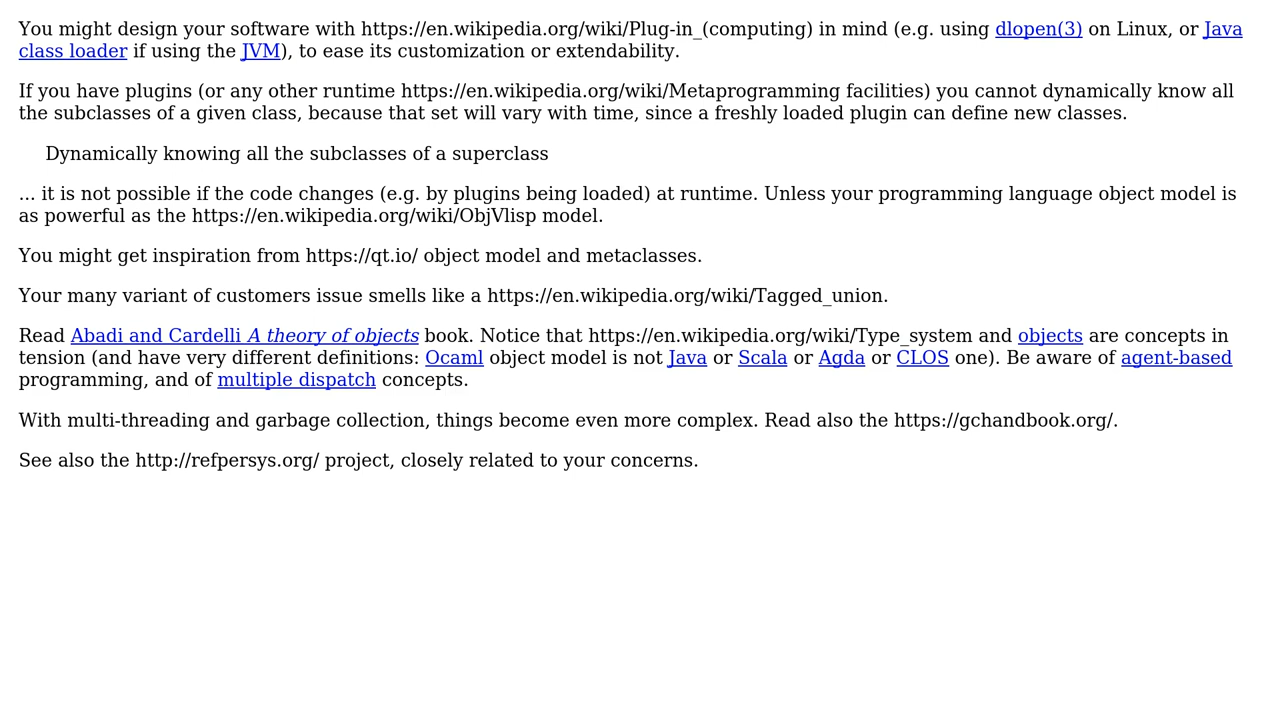 You might design your software with https://en.wikipedia.org/wiki/Plug-in_(computing) in mind (e.g. using dlopen(3) on Linux, or Java
class loader if using the JVM), to ease its customization or extendability.
If you have plugins (or any other runtime https://en.wikipedia.org/wiki/Metaprogramming facilities) you cannot dynamically know all
the subclasses of a given class, because that set will vary with time, since a freshly loaded plugin can define new classes.
Dynamically knowing all the subclasses of a superclass
... it is not possible if the code changes (e.g. by plugins being loaded) at runtime. Unless your programming language object model is
as powerful as the https://en.wikipedia.org/wiki/ObjVlisp model.
You might get inspiration from https://qt.io/ object model and metaclasses.
Your many variant of customers issue smells like a https://en.wikipedia.org/wiki/Tagged_union.
Read Abadi and Cardelli A theory of objects book. Notice that https://en.wikipedia.org/wiki/Type_system and objects are concepts in
tension (and have very different definitions: Ocaml object model is not Java or Scala or Agda or CLOS one). Be aware of agent-based
programming, and of multiple dispatch concepts.
With multi-threading and garbage collection, things become even more complex. Read also the https://gchandbook.org/.
See also the http://refpersys.org/ project, closely related to your concerns.